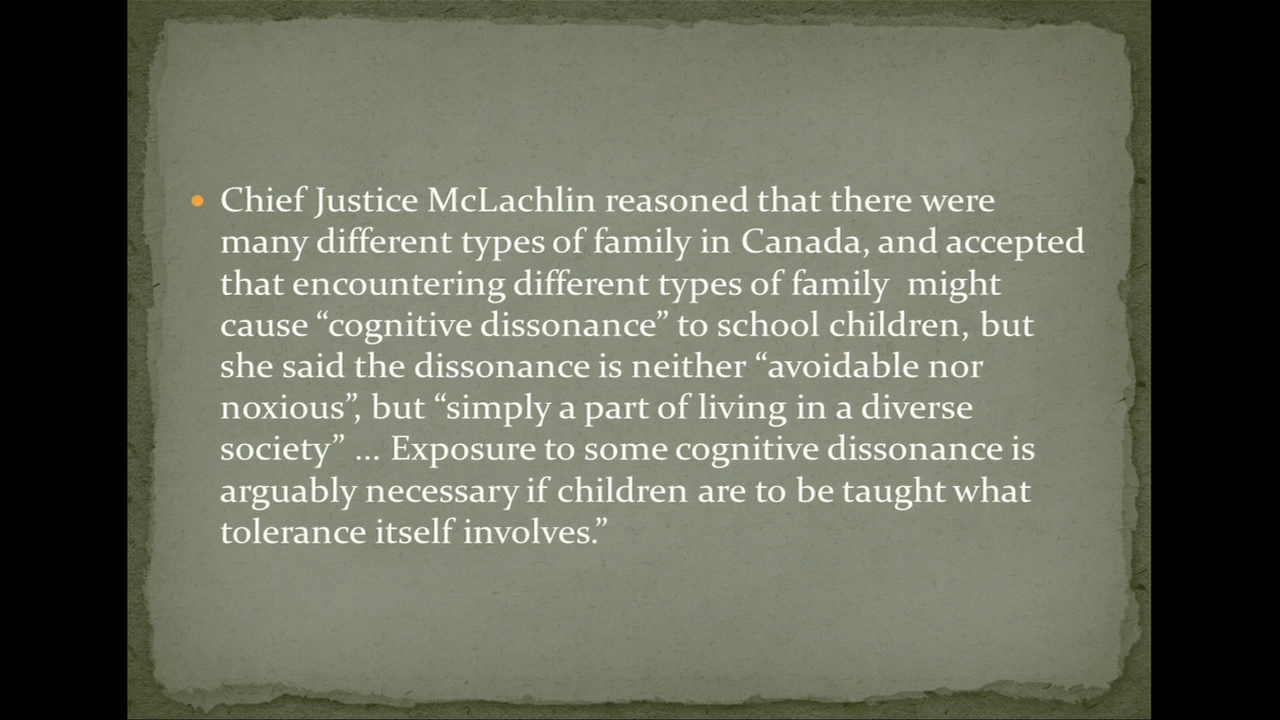 • Chief Justice McLachlin reasoned that there were
many different types of family in Canada, and accepted
that encountering different types of family  might
cause “cognitive dissonance” to school children, but
she said the dissonance is neither “avoidable nor
noxious”, but “simply a part of living in a diverse
society” … Exposure to some cognitive dissonance is
arguably necessary if children are to be taught what
tolerance itself involves.”